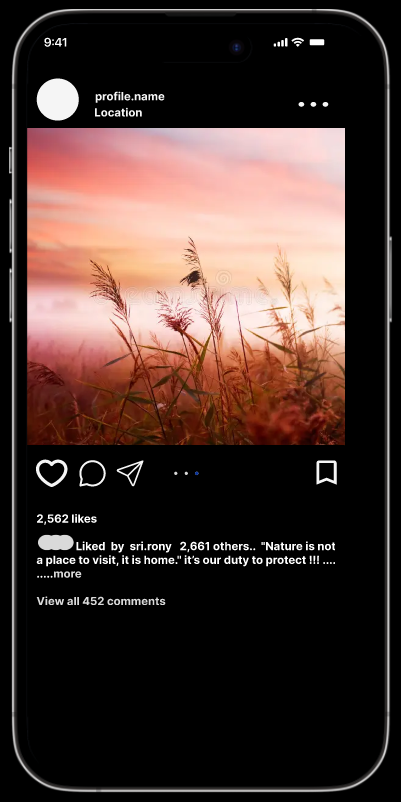 9:41
profile.name
Location
2,562 likes
Liked by sri.rony 2,661 others.. "Nature is not
a place to visit, it is home." it's our duty to protect !!! ....
.....more
View all 452 comments